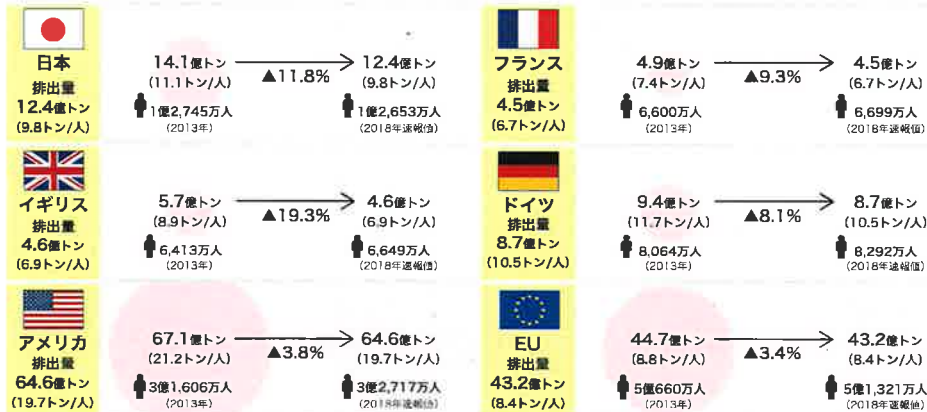 日本
排出量
12.4億トン
(9.8トン/人)
14.1億トン
(11.1トン/人)
▲11.8%
12.4億トン
(9.8トン/人)
1億2,745万人
(2013年)
1億2,653万人
(2018年速報値)
フランス
排出量
4.5億トン
(6.7トン/人)
4.9億トン
(7.4トン/人)
▲9.3%
4.5億トン
(6.7トン/人)
6,600万人
(2013年)
6,699万人
(2018年速報値)
イギリス
排出量
4.6億トン
(6.9トン/人)
5.7億トン
(8.9トン/人)
▲19.3%
4.6億トン
(6.9トン/人)
6,413万人
(2013年)
6,649万人
(2018年速報値)
ドイツ
排出量
8.7億トン
(10.5トン/人)
9.4億トン
(11.7トン/人)
▲8.1%
8.7億トン
(10.5トン/人)
8,064万人
(2013年)
8,292万人
(2018年速報値)
アメリカ
排出量
64.6億トン
(19.7トン/人)
67.1億トン
(21.2トン/人)
▲3.8%
64.6億トン
(19.7トン/人)
3億1,606万人
(2013年)
3億2,717万人
(2018年速報値)
EU
排出量
43.2億トン
(8.4トン/人)
44.7億トン
(8.8トン/人)
▲3.4%
43.2億トン
(8.4トン/人)
5億660万人
(2013年)
5億1,321万人
(2018年速報値)